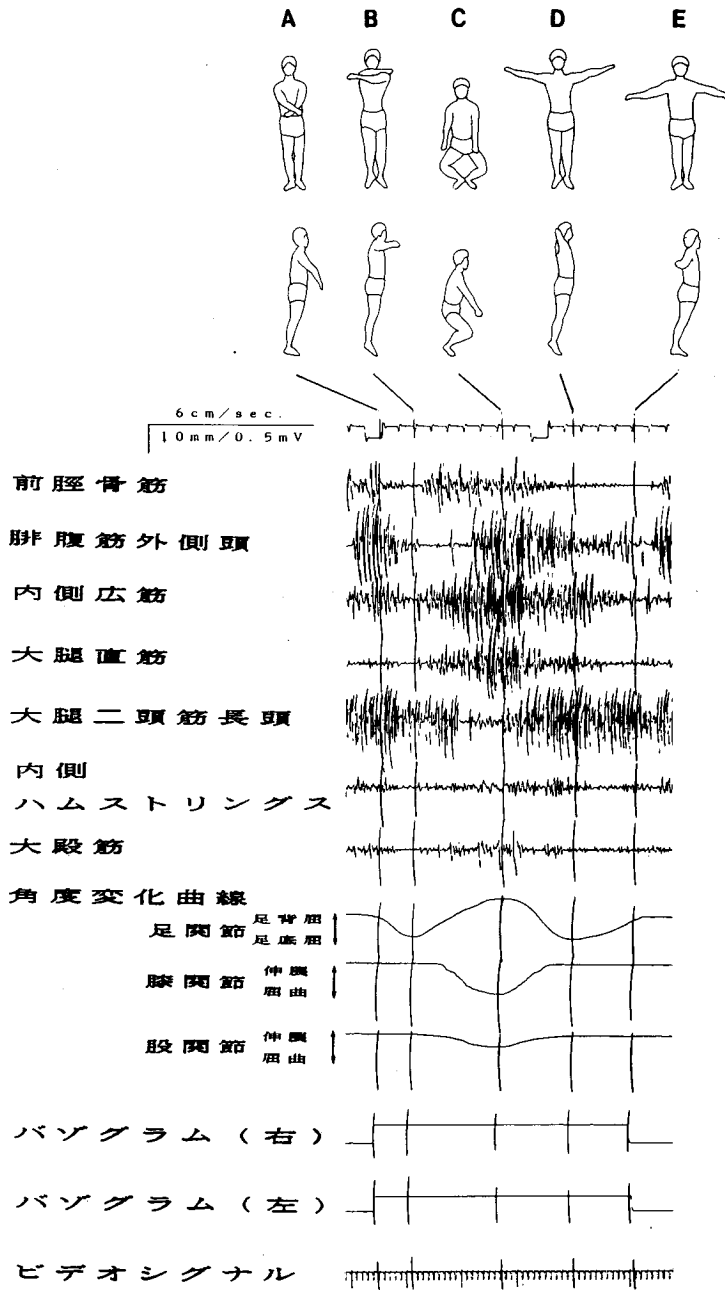 A B C D E
6cm/sec.
10mm/0.5mV
前脛骨筋
腓腹筋外側頭
内側広筋
大腿直筋
大腿二頭筋長頭
内側
ハムストリングス
大殿筋
角度変化曲線
足関節 足背屈
足底屈
膝関節 伸展
屈曲
股関節 伸展
屈曲
バゾグラム(右)
バゾグラム(左)
ビデオシグナル